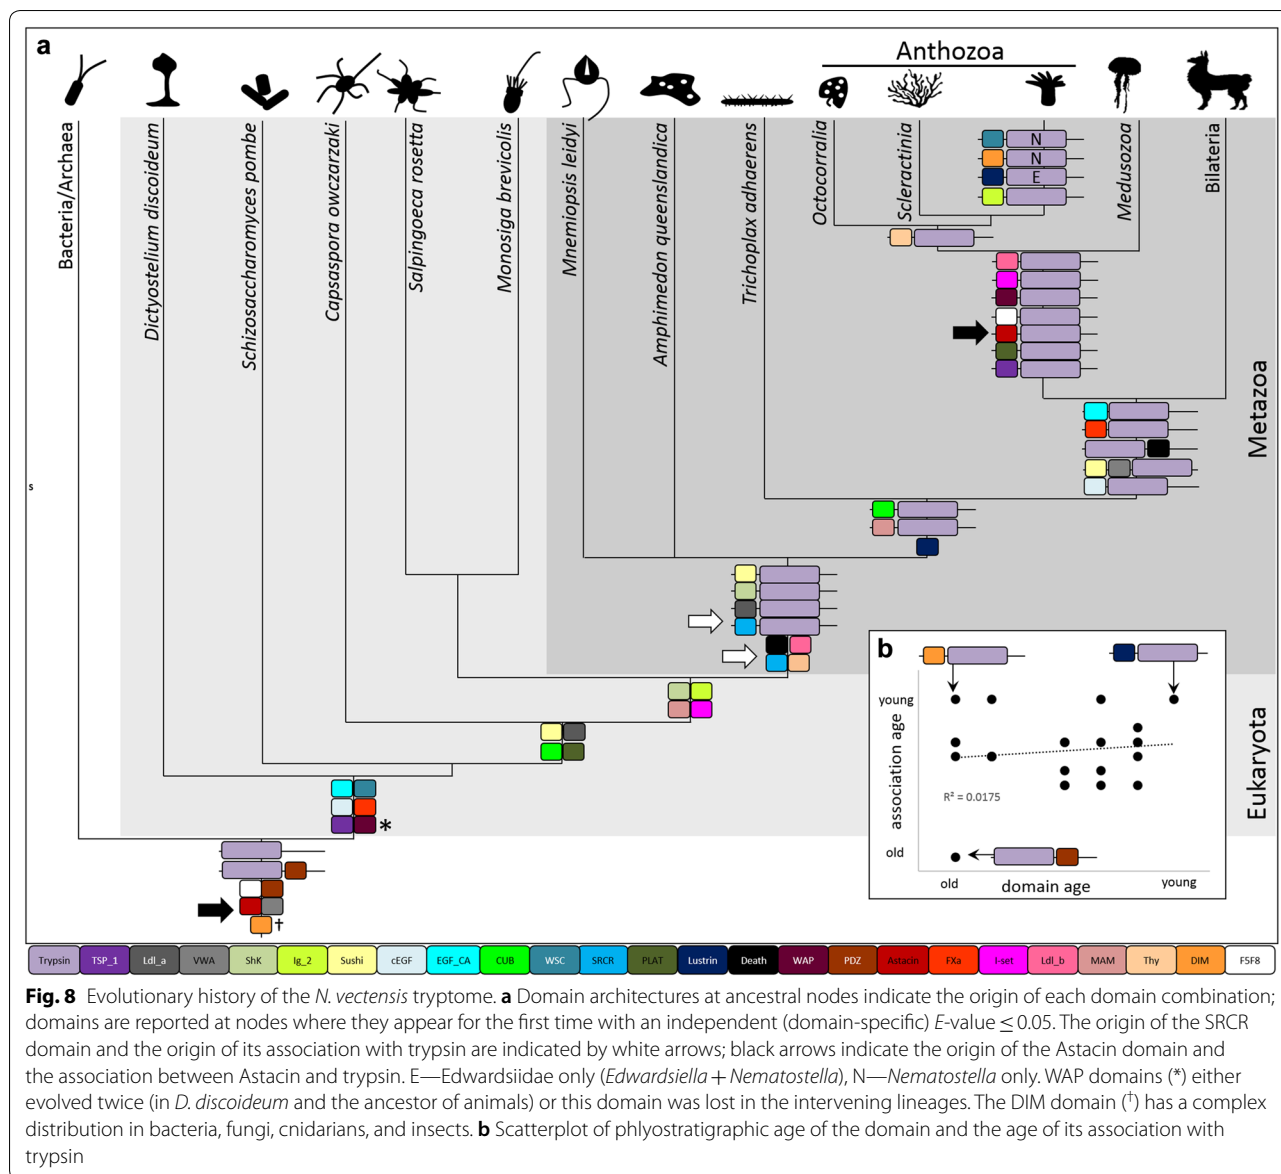 a
Anthozoa
Bacteria/Archaea
Dictyostelium discoideum
Schizosaccharomyces pombe
Capsaspora owczarzaki
Salpingoeca rosetta
Monosiga brevicolis
Mnemiopsis leidyi
Amphimedon queenslandica
Trichoplax adhaerens
Octocorralia
Scleractinia
Medusozoa
Bilateria
N
N
E
Metazoa
Eukaryota
s
*
†
b
young
association age
R² = 0.0175
old
old
domain age
young
Trypsin TSP_1 Ldl_a VWA ShK Ig_2 Sushi cEGF EGF_CA CUB WSC SRCR PLAT Lustrin Death WAP PDZ Astacin FXa I-set Ldl_b MAM Thy DIM F5F8
Fig. 8 Evolutionary history of the N. vectensis tryptome. a Domain architectures at ancestral nodes indicate the origin of each domain combination;
domains are reported at nodes where they appear for the first time with an independent (domain-specific) E-value ≤ 0.05. The origin of the SRCR
domain and the origin of its association with trypsin are indicated by white arrows; black arrows indicate the origin of the Astacin domain and
the association between Astacin and trypsin. E—Edwardsiidae only (Edwardsiella + Nematostella), N—Nematostella only. WAP domains (*) either
evolved twice (in D. discoideum and the ancestor of animals) or this domain was lost in the intervening lineages. The DIM domain (†) has a complex
distribution in bacteria, fungi, cnidarians, and insects. b Scatterplot of phlyostratigraphic age of the domain and the age of its association with
trypsin